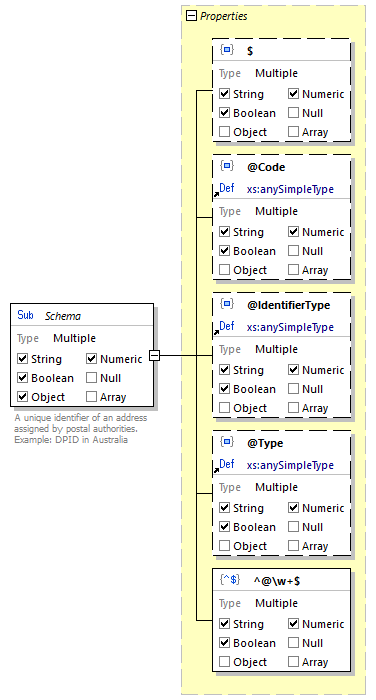 Properties
$
Type Multiple
String Numeric
Boolean Null
Object Array
@Code
Def xs:anySimpleType
Type Multiple
String Numeric
Boolean Null
Object Array
Sub Schema
Type Multiple
String Numeric
Boolean Null
Object Array
A unique identifier of an address
assigned by postal authorities.
Example: DPID in Australia
@IdentifierType
Def xs:anySimpleType
Type Multiple
String Numeric
Boolean Null
Object Array
@Type
Def xs:anySimpleType
Type Multiple
String Numeric
Boolean Null
Object Array
{^$} ^@\w+$
Type Multiple
String Numeric
Boolean Null
Object Array